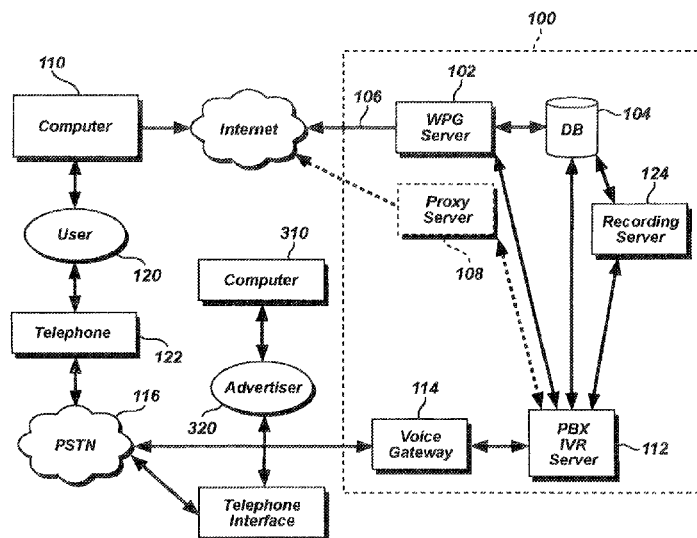 100
110
102
104
106
Computer
Internet
WPG
Server
DB
124
Proxy
Server
Recording
Server
310
108
User
120
Computer
Telephone
122
Advertiser
116
320
114
PSTN
Voice
Gateway
PBX
IVR
Server
112
Telephone
Interface